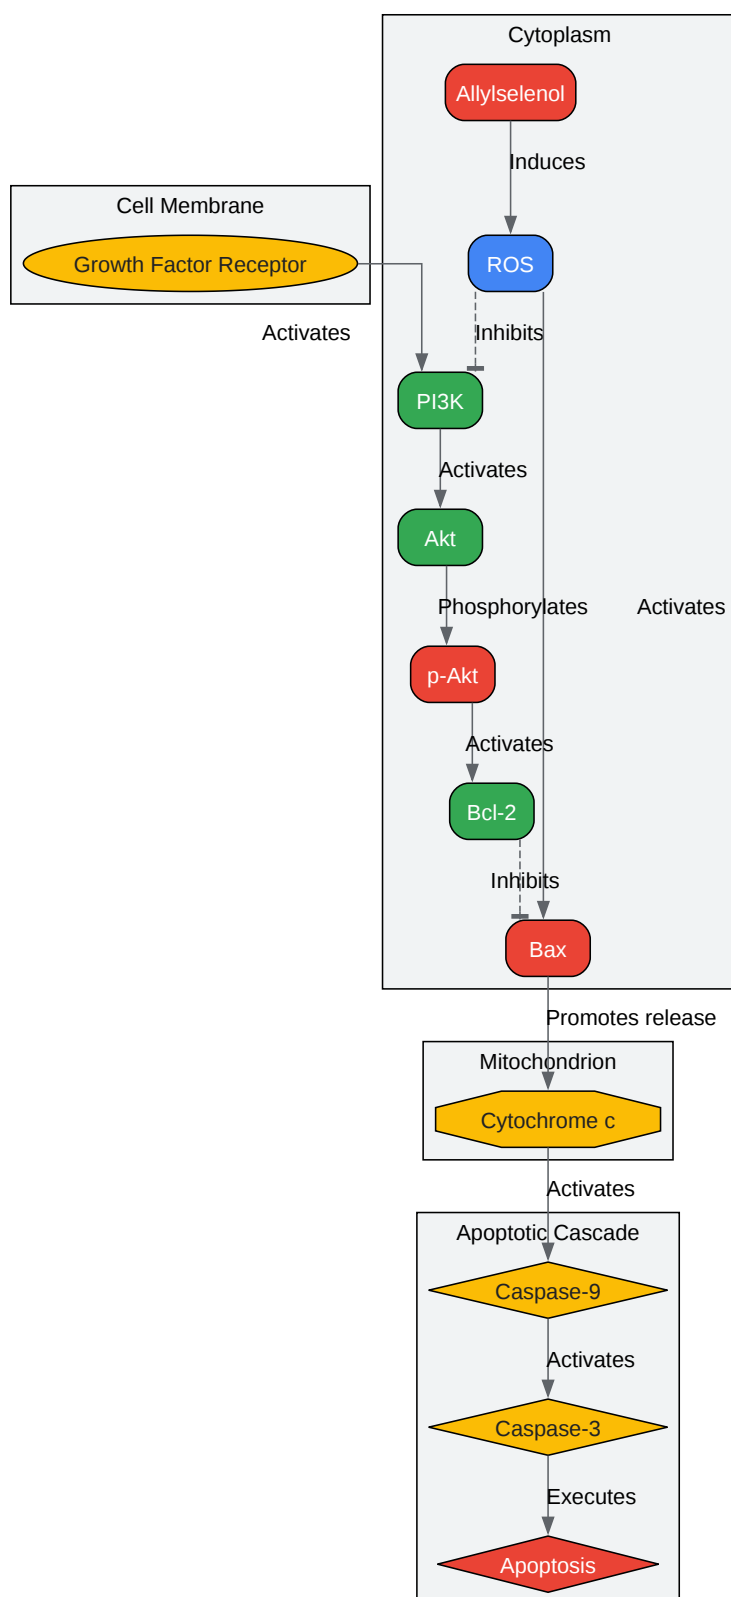 Cytoplasm
Allylselenol
Induces
Cell Membrane
Growth Factor Receptor
ROS
Activates
Inhibits
PI3K
Activates
Akt
Phosphorylates
Activates
p-Akt
Activates
Bcl-2
Inhibits
Bax
Promotes release
Mitochondrion
Cytochrome c
Activates
Apoptotic Cascade
Caspase-9
Activates
Caspase-3
Executes
Apoptosis